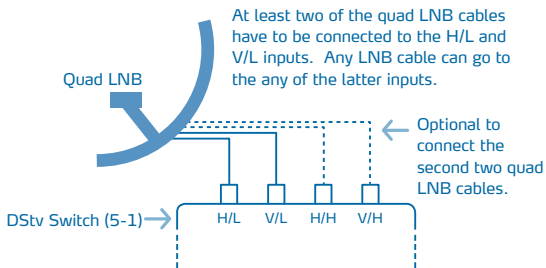 At least two of the quad LNB cables
have to be connected to the H/L and
V/L inputs. Any LNB cable can go to
the any of the latter inputs.
Quad LNB
Optional to
connect the
second two quad
LNB cables.
DStv Switch (5-1)
H/L V/L H/H V/H